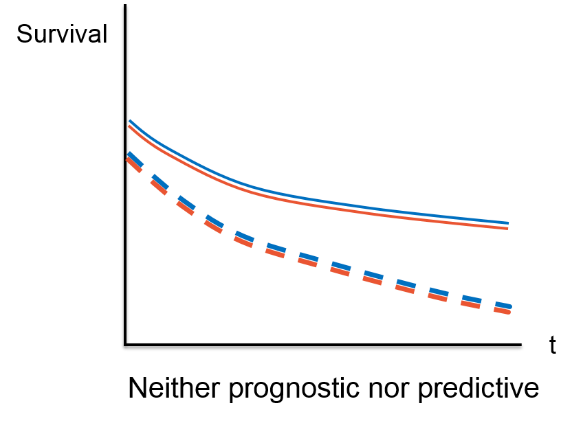 Survival
t
Neither prognostic nor predictive